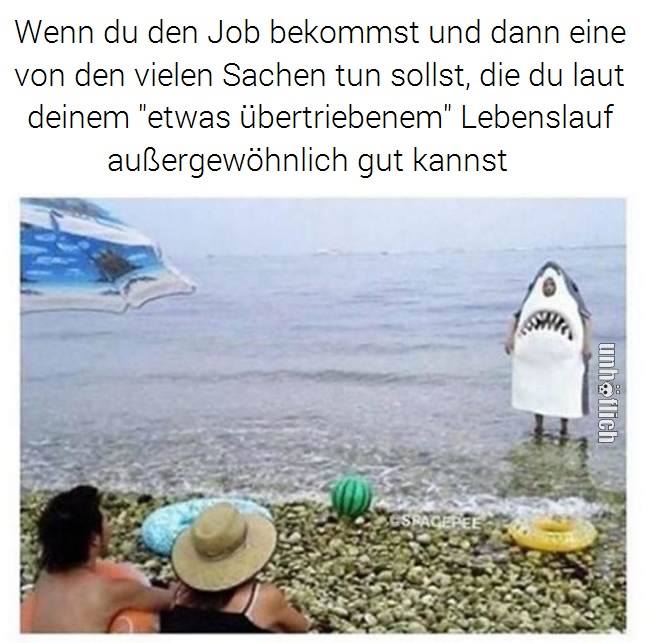 Wenn du den Job bekommst und dann eine
von den vielen Sachen tun sollst, die du laut
deinem "etwas übertriebenem" Lebenslauf
außergewöhnlich gut kannst
unhöflich
©SPACEPEE